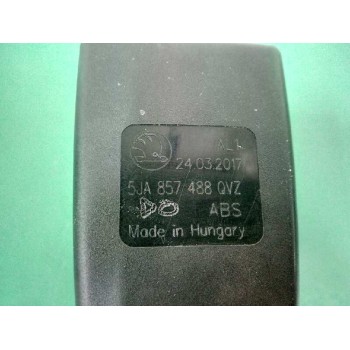 24.03.2017
5JA 857 488 QVZ
ABS
Made in Hungary